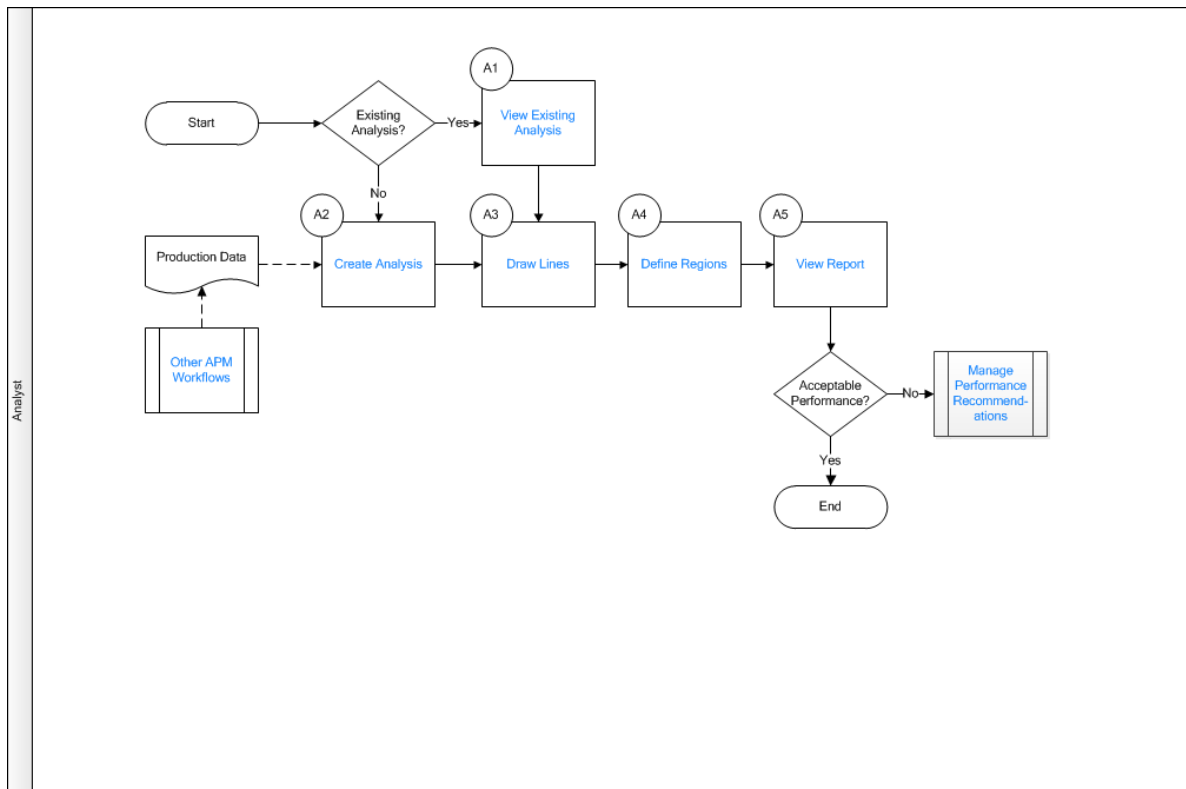 A1
Start
Existing
Analysis?
Yes
View Existing
Analysis
No
A2
A3
A4
A5
Production Data
Create Analysis
Draw Lines
Define Regions
View Report
Other APM
Workflows
Analyst
Acceptable
Performance?
No
Manage
Performance
Recommend-
ations
Yes
End